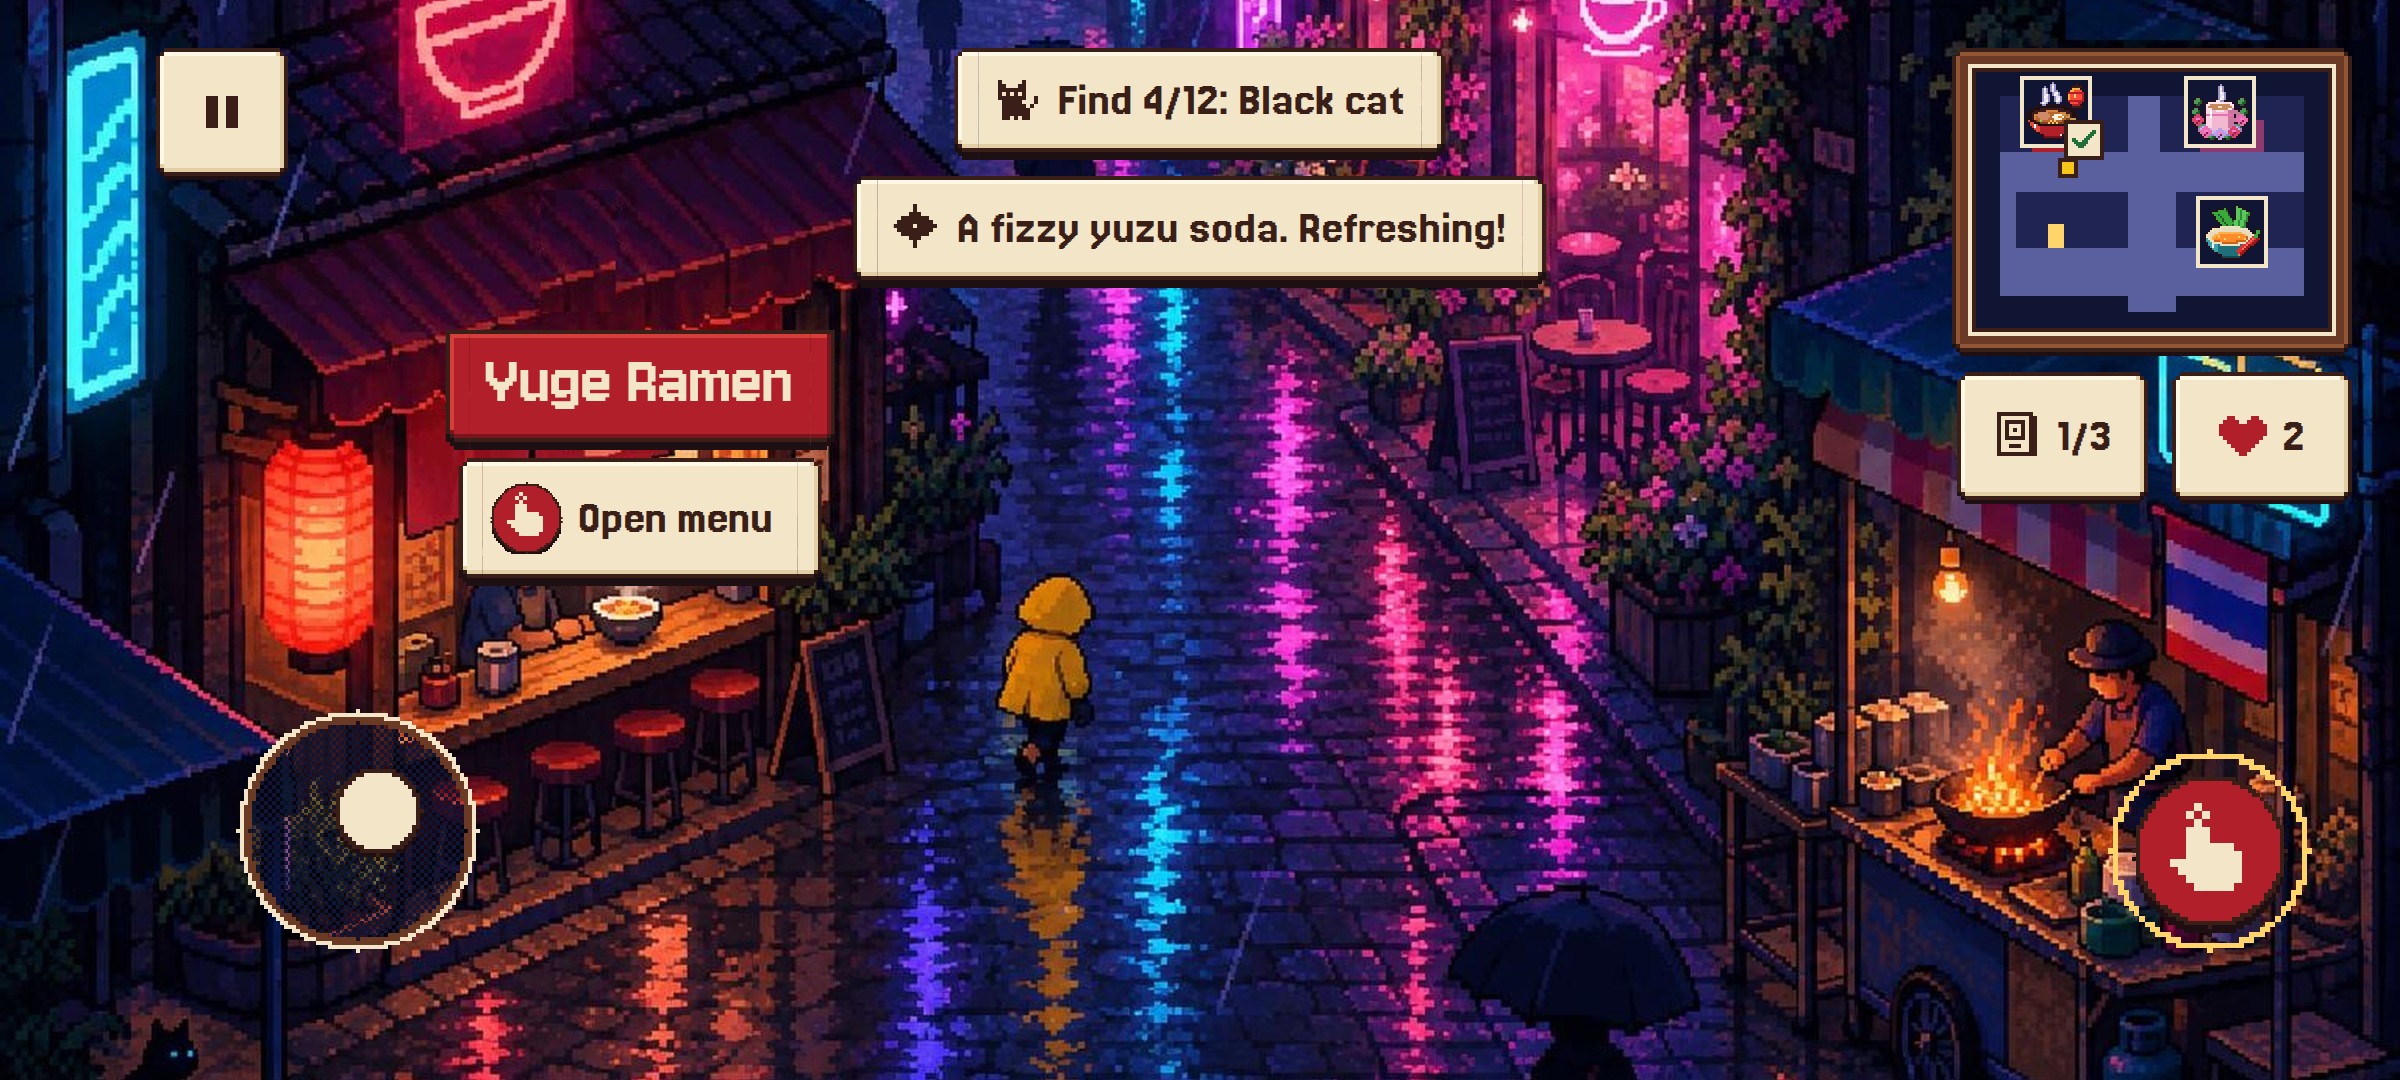 Find 4/12: Black cat
A fizzy yuzu soda. Refreshing!
Yuge Ramen
Open menu
1/3
2